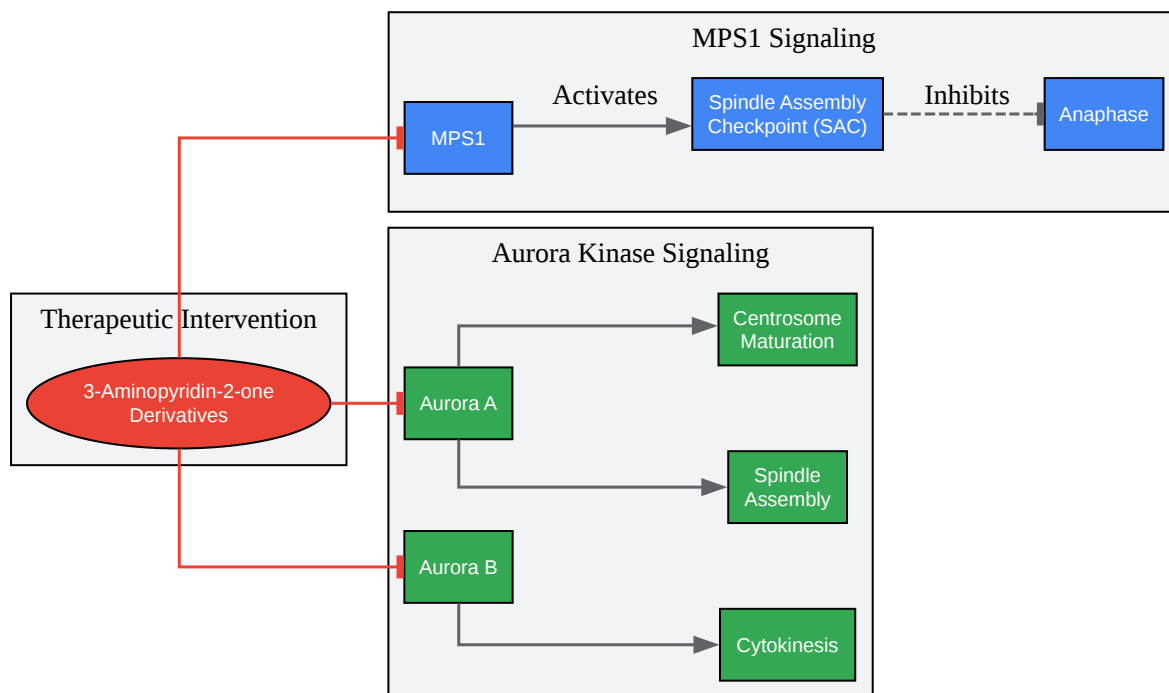 MPS1 Signaling
Activates
Inhibits
MPS1
Spindle Assembly
Checkpoint (SAC)
Anaphase
Aurora Kinase Signaling
Therapeutic Intervention
3-Aminopyridin-2-one
Derivatives
Centrosome
Maturation
Aurora A
Spindle
Assembly
Aurora B
Cytokinesis